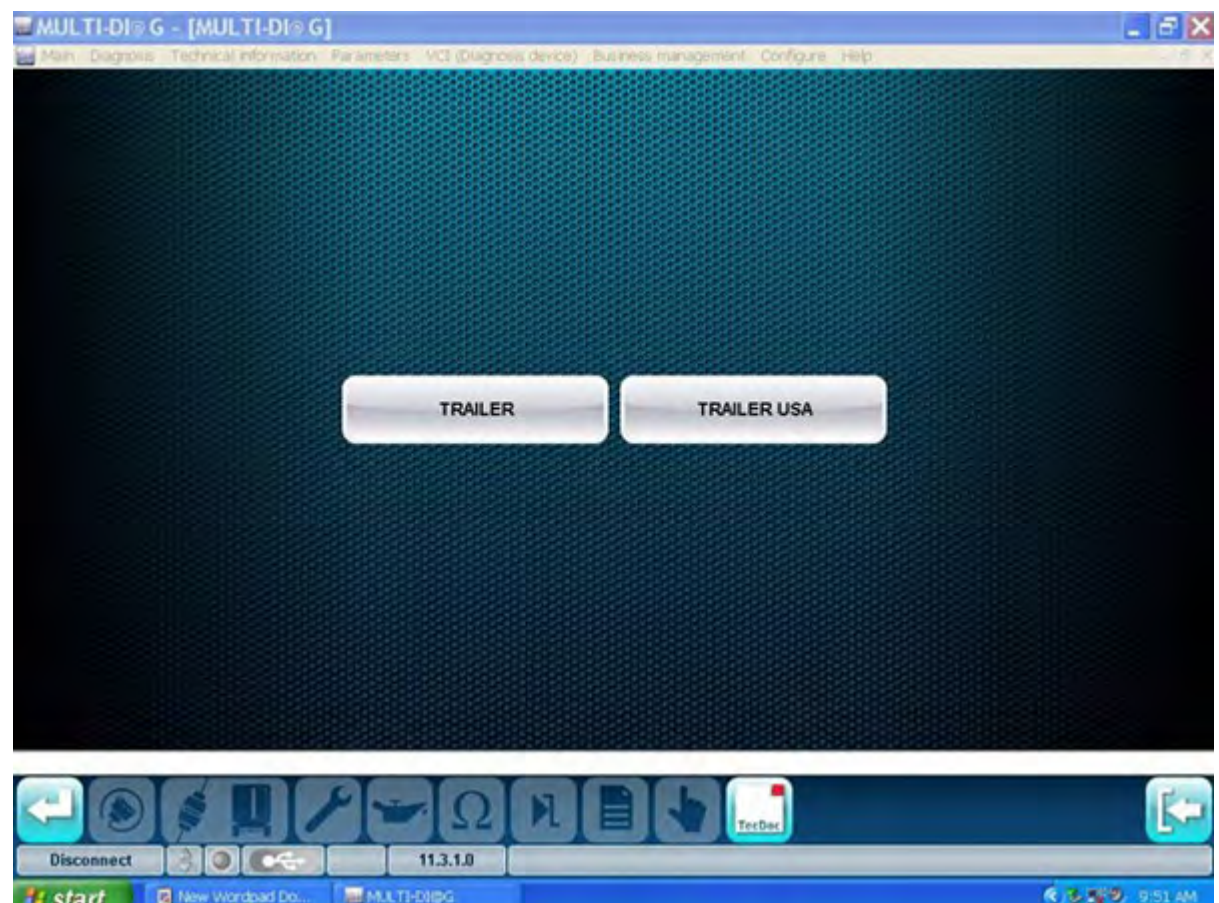 MULTI-DI@G - [MULTI-DI@G]
Main Diagnosis Technical information Parameters VCI (Diagnosis device) Business management Configure Help
TRAILER TRAILER USA
TecDoc
Disconnect 11.3.1.0
start New Wordpad Do... MULTI-DI@G 9:51 AM